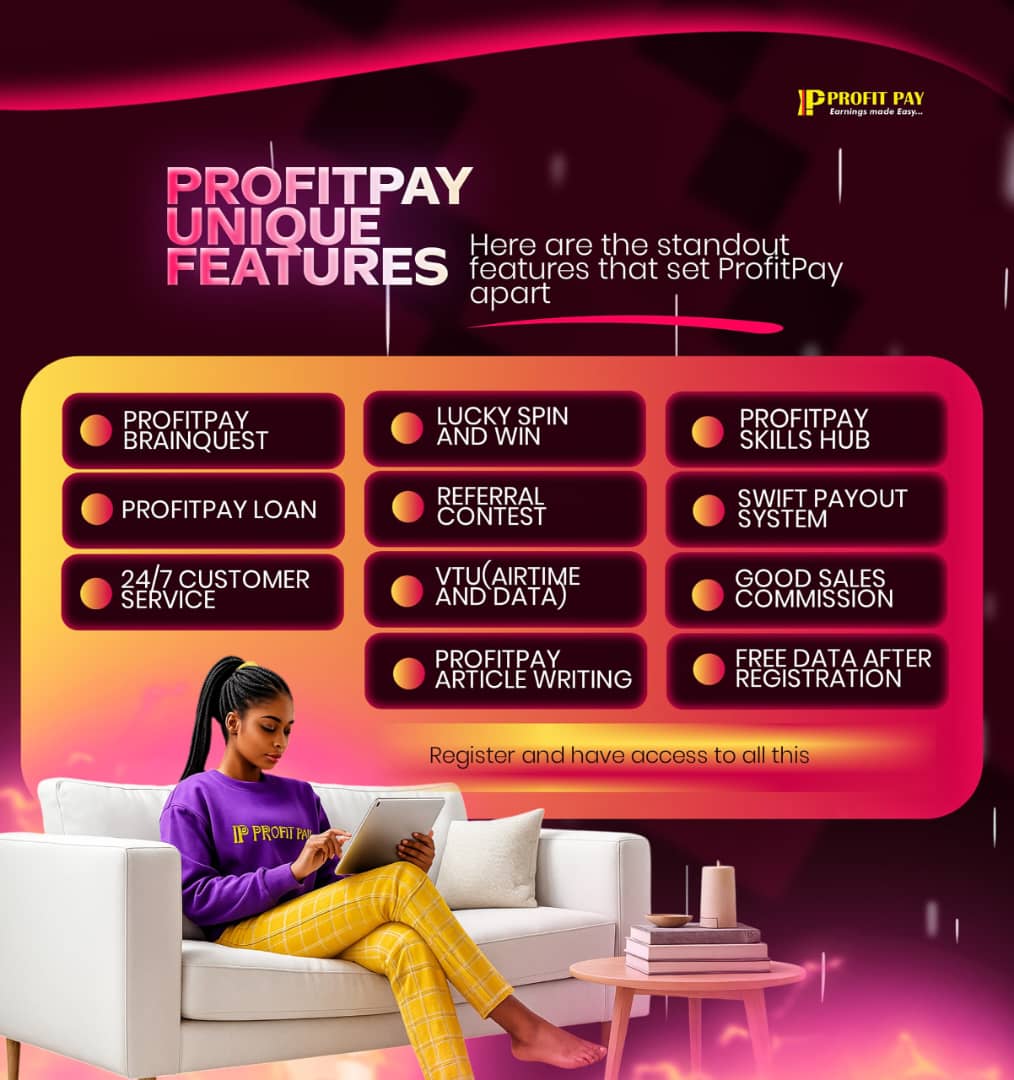 PROFIT PAY
Earnings made Easy...
PROFITPAY
UNIQUE
FEATURES
Here are the standout
features that set ProfitPay
apart
PROFITPAY
BRAINQUEST
PROFITPAY LOAN
24/7 CUSTOMER
SERVICE
LUCKY SPIN
AND WIN
REFERRAL
CONTEST
VTU(AIRTIME
AND DATA)
PROFITPAY
ARTICLE WRITING
PROFITPAY
SKILLS HUB
SWIFT PAYOUT
SYSTEM
GOOD SALES
COMMISSION
FREE DATA AFTER
REGISTRATION
Register and have access to all this
PROFIT PAY